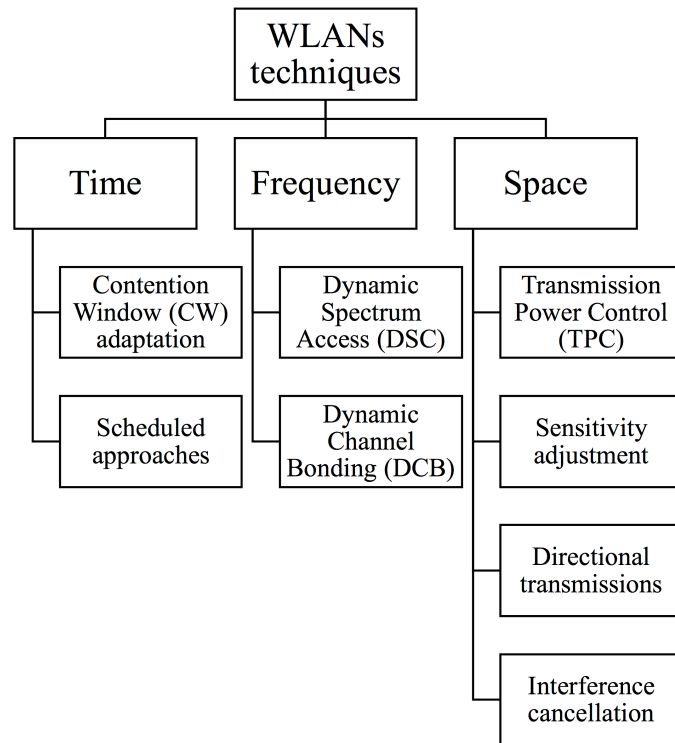 WLANs
techniques
Time
Frequency
Space
Contention
Window (CW)
adaptation
Scheduled
approaches
Dynamic
Spectrum
Access (DSC)
Dynamic
Channel
Bonding (DCB)
Transmission
Power Control
(TPC)
Sensitivity
adjustment
Directional
transmissions
Interference
cancellation